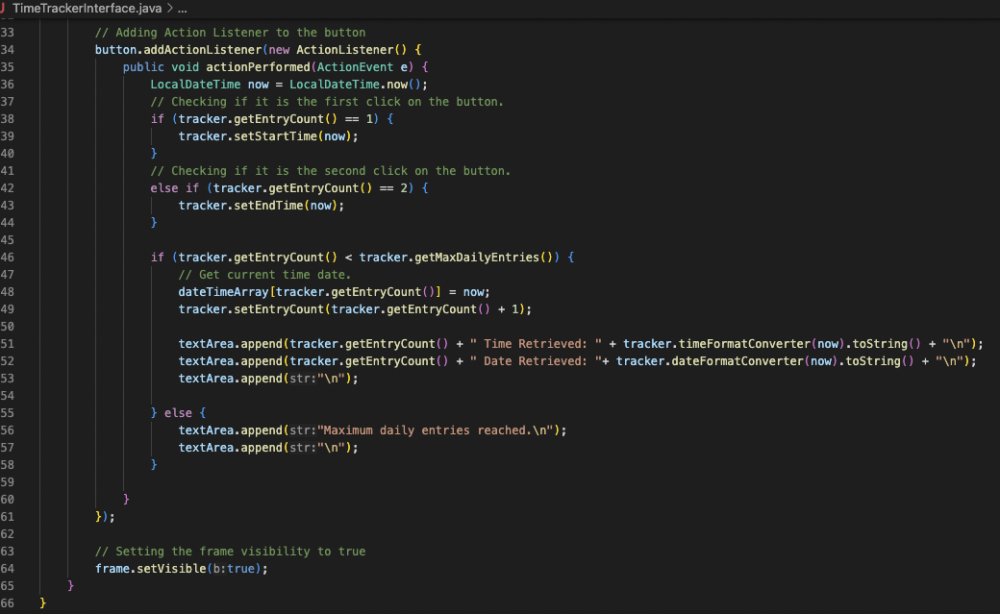 J TimeTrackerInterface.java > ...
33 // Adding Action Listener to the button
34 button.addActionListener(new ActionListener() {
35 public void actionPerformed(ActionEvent e) {
36 LocalDateTime now = LocalDateTime.now();
37 // Checking if it is the first click on the button.
38 if (tracker.getEntryCount() == 1) {
39 tracker.setStartTime(now);
40 }
41 // Checking if it is the second click on the button.
42 else if (tracker.getEntryCount() == 2) {
43 tracker.setEndTime(now);
44 }
45
46 if (tracker.getEntryCount() < tracker.getMaxDailyEntries()) {
47 // Get current time date.
48 dateTimeArray[tracker.getEntryCount()] = now;
49 tracker.setEntryCount(tracker.getEntryCount() + 1);
50
51 textArea.append(tracker.getEntryCount() + " Time Retrieved: " + tracker.timeFormatConverter(now).toString() + "\n");
52 textArea.append(tracker.getEntryCount() + " Date Retrieved: "+ tracker.dateFormatConverter(now).toString() + "\n");
53 textArea.append(str:"\n");
54
55 } else {
56 textArea.append(str:"Maximum daily entries reached.\n");
57 textArea.append(str:"\n");
58 }
59
60 }
61 });
62
63 // Setting the frame visibility to true
64 frame.setVisible(b:true);
65 }
66 }